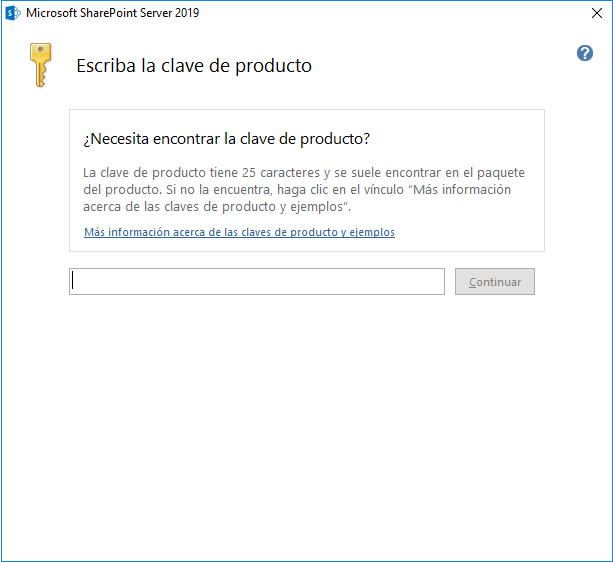 Microsoft SharePoint Server 2019
Escriba la clave de producto
¿Necesita encontrar la clave de producto?
La clave de producto tiene 25 caracteres y se suele encontrar en el paquete
del producto. Si no la encuentra, haga clic en el vínculo “Más información
acerca de las claves de producto y ejemplos”.
Más información acerca de las claves de producto y ejemplos
Continuar